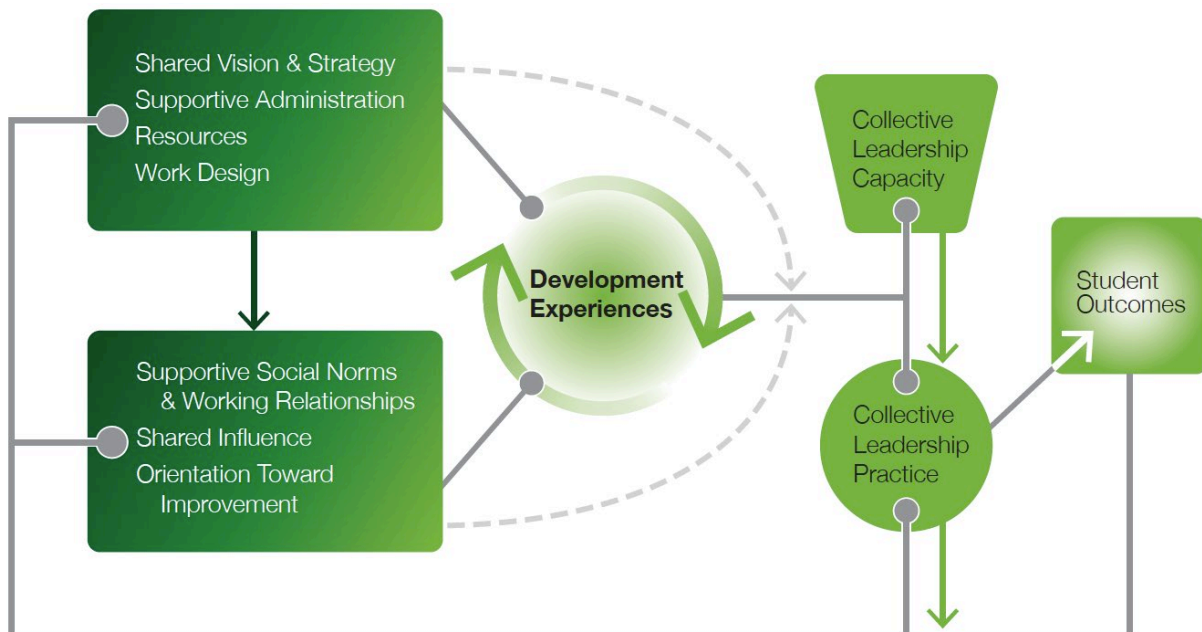 Shared Vision & Strategy
Supportive Administration
Resources
Work Design
Supportive Social Norms
& Working Relationships
Shared Influence
Orientation Toward
Improvement
Development
Experiences
Collective
Leadership
Capacity
Collective
Leadership
Practice
Student
Outcomes